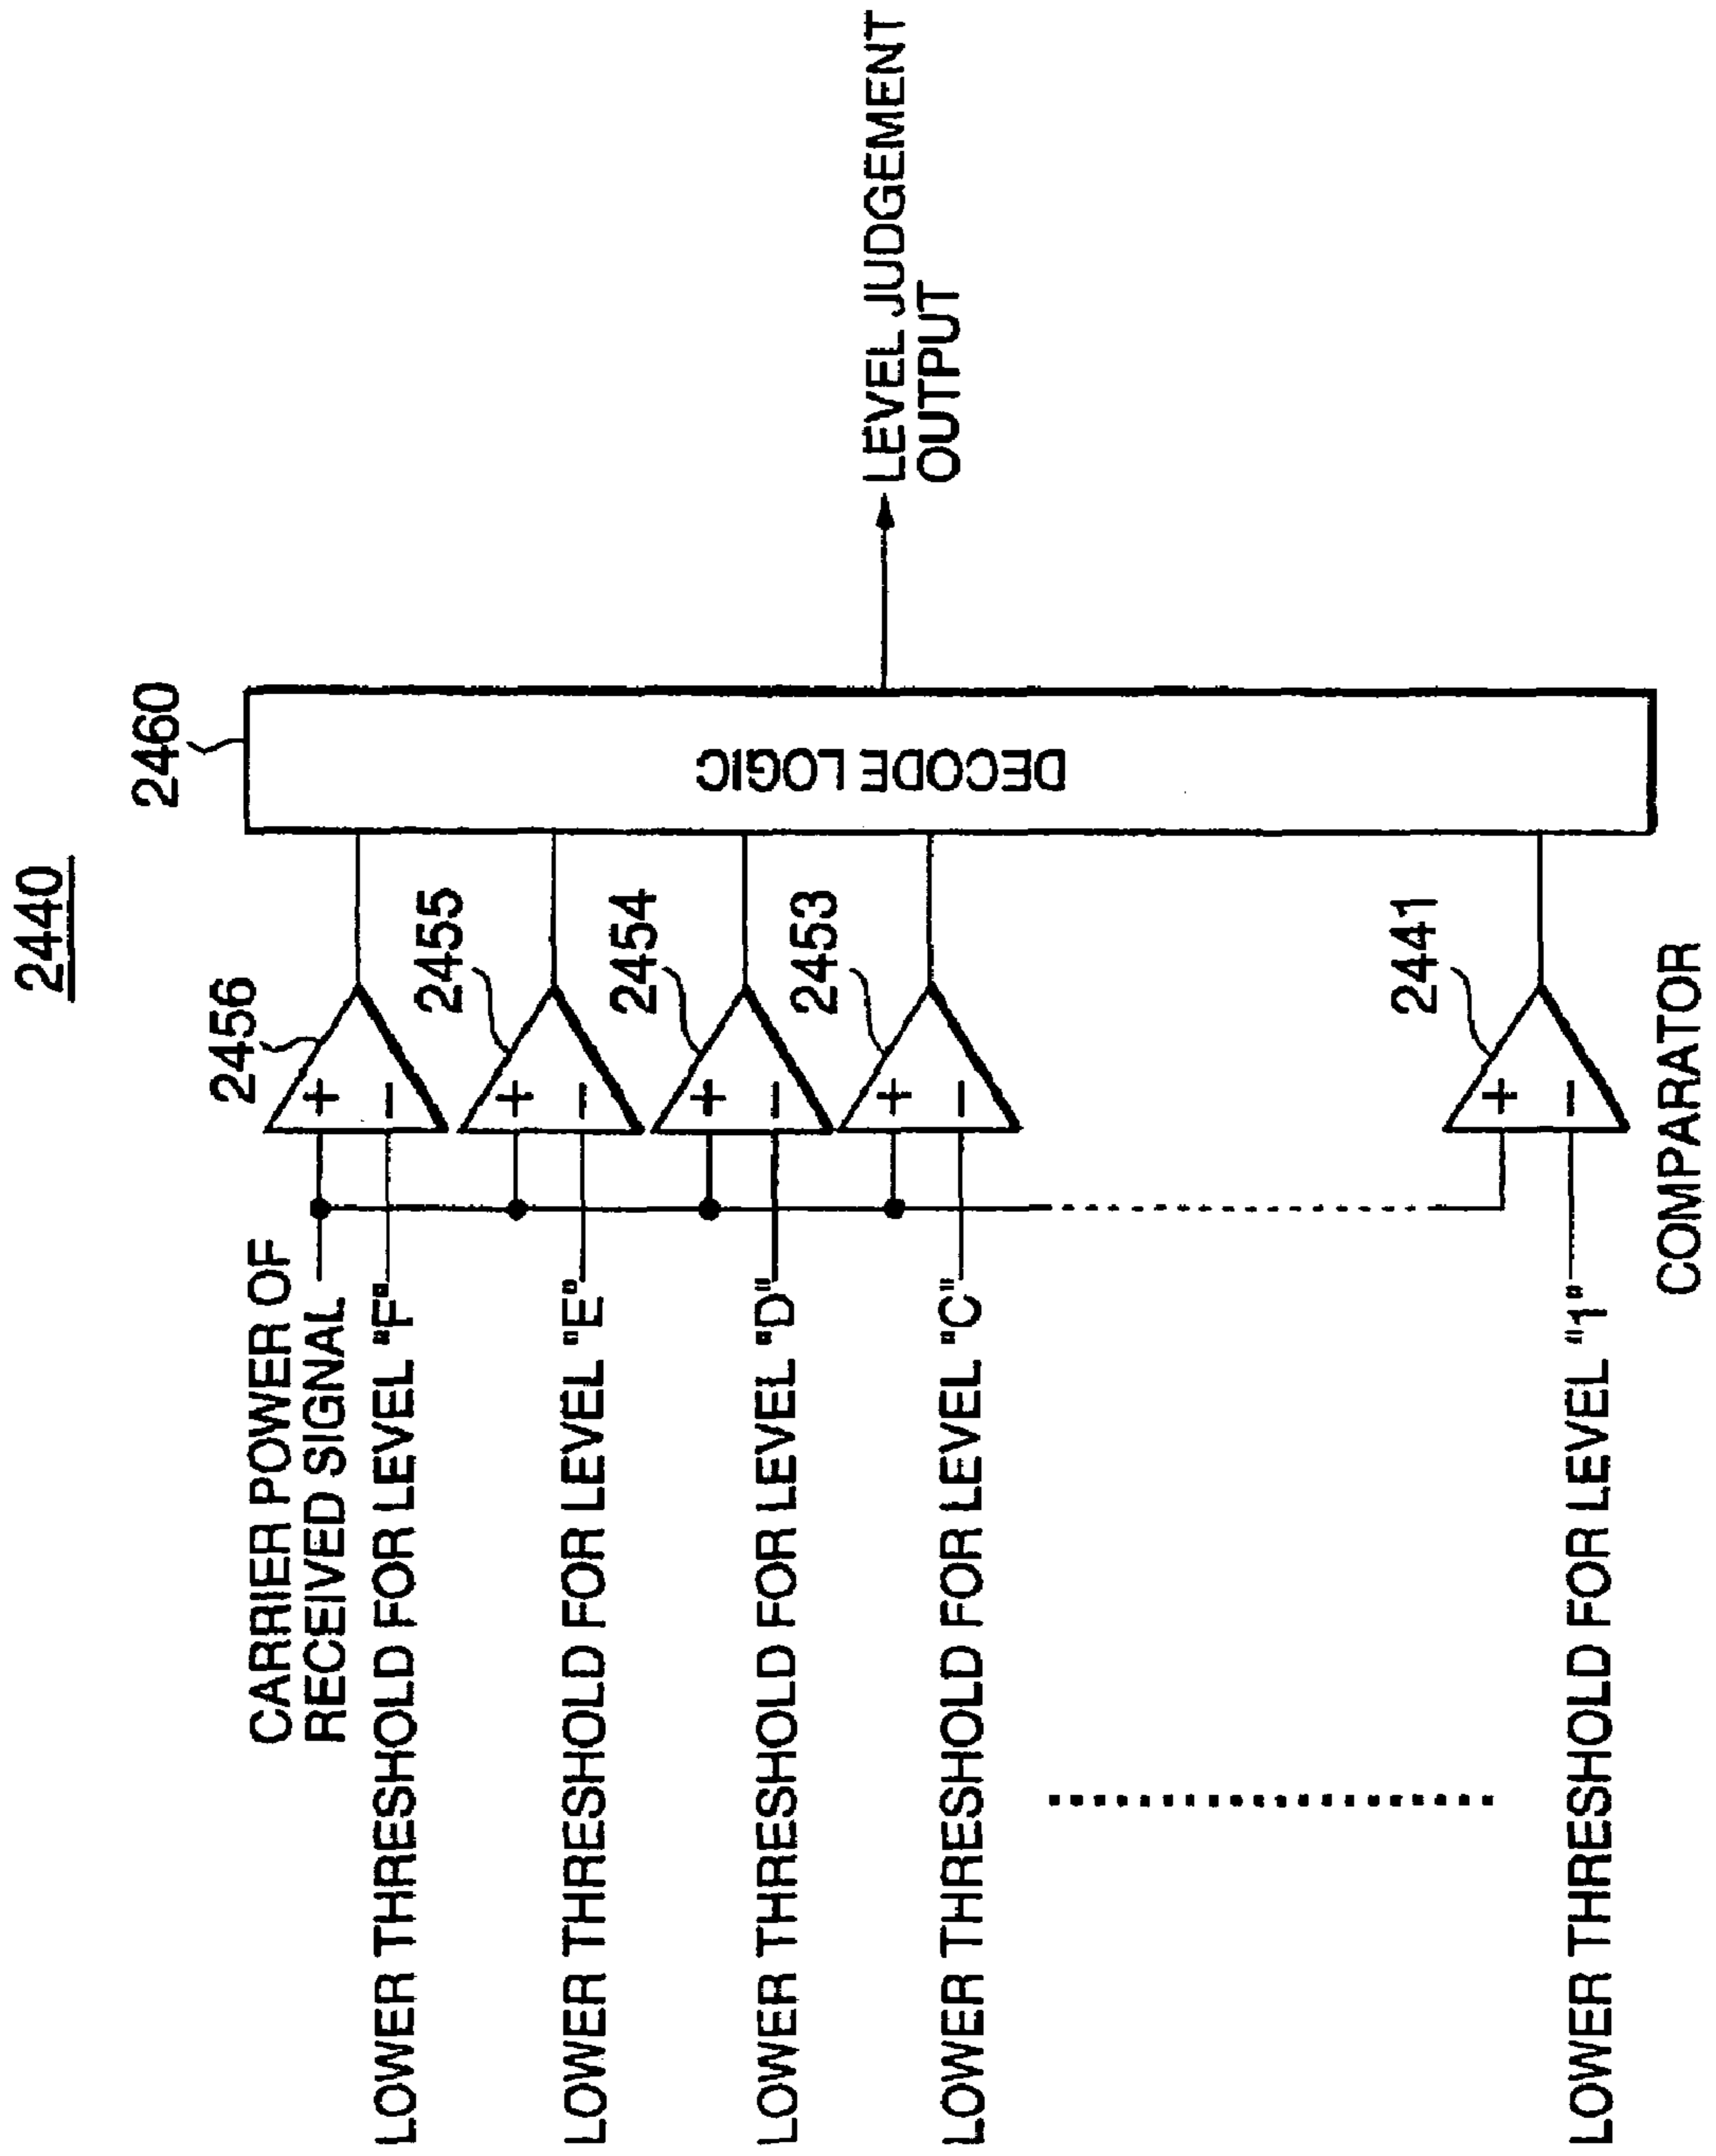 2440
2460
2456
2455
2454
2453
2441
CARRIER POWER OF
RECEIVED SIGNAL
LOWER THRESHOLD FOR LEVEL "F"
LOWER THRESHOLD FOR LEVEL "E"
LOWER THRESHOLD FOR LEVEL "D"
LOWER THRESHOLD FOR LEVEL "C"
LOWER THRESHOLD FOR LEVEL "1"
+
−
+
−
+
−
+
−
+
−
COMPARATOR
DECODE LOGIC
LEVEL JUDGEMENT
OUTPUT